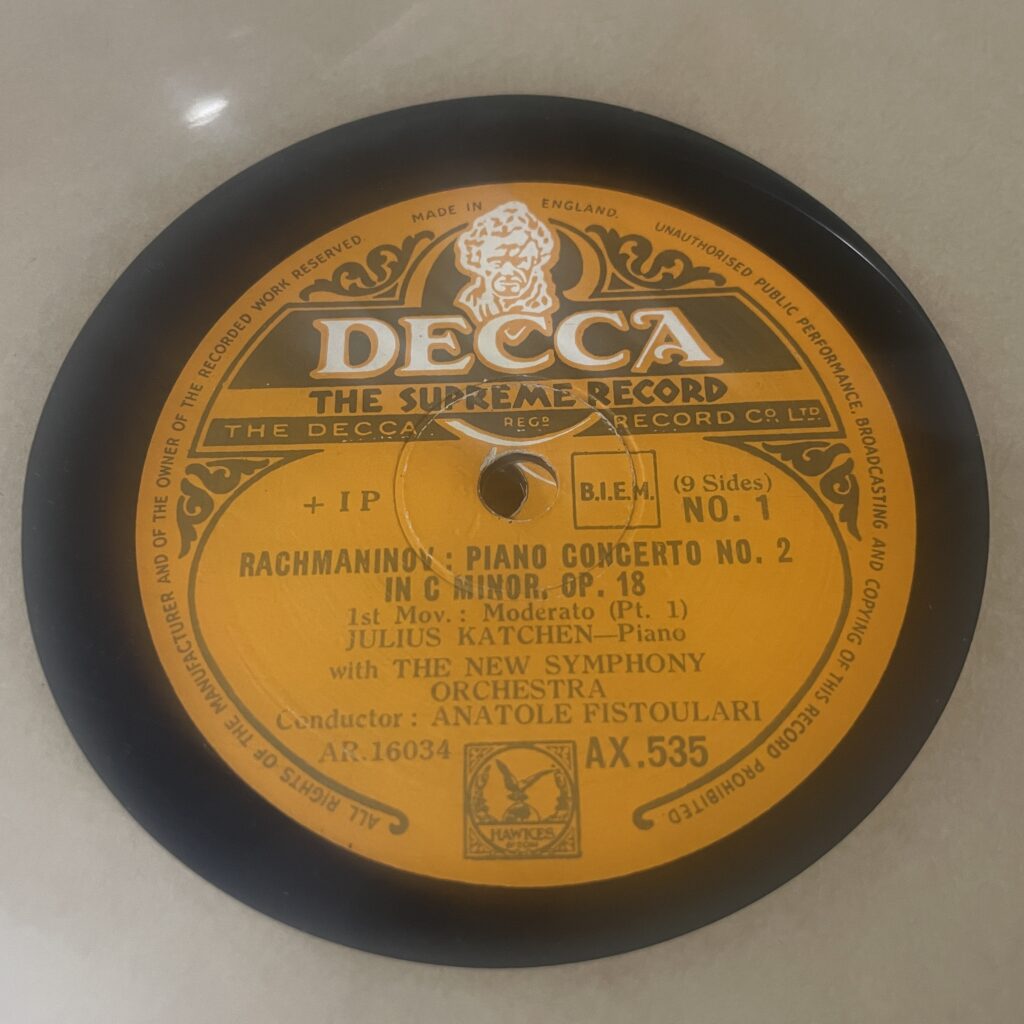 MADE IN ENGLAND.
ALL RIGHTS OF THE MANUFACTURER AND OF THE OWNER OF THE RECORDED WORK RESERVED
UNAUTHORISED PUBLIC PERFORMANCE, BROADCASTING AND COPYING OF THIS RECORD PROHIBITED.
DECCA
THE SUPREME RECORD
THE DECCA REGD RECORD CO. LTD
+ 1 P
B.I.E.M.
(9 Sides)
NO. 1
RACHMANINOV : PIANO CONCERTO NO. 2
IN C MINOR, OP. 18
1st Mov. : Moderato (Pt. 1)
JULIUS KATCHEN—Piano
with THE NEW SYMPHONY
ORCHESTRA
Conductor : ANATOLE FISTOULARI
AR.16034
AX.535
HAWKES